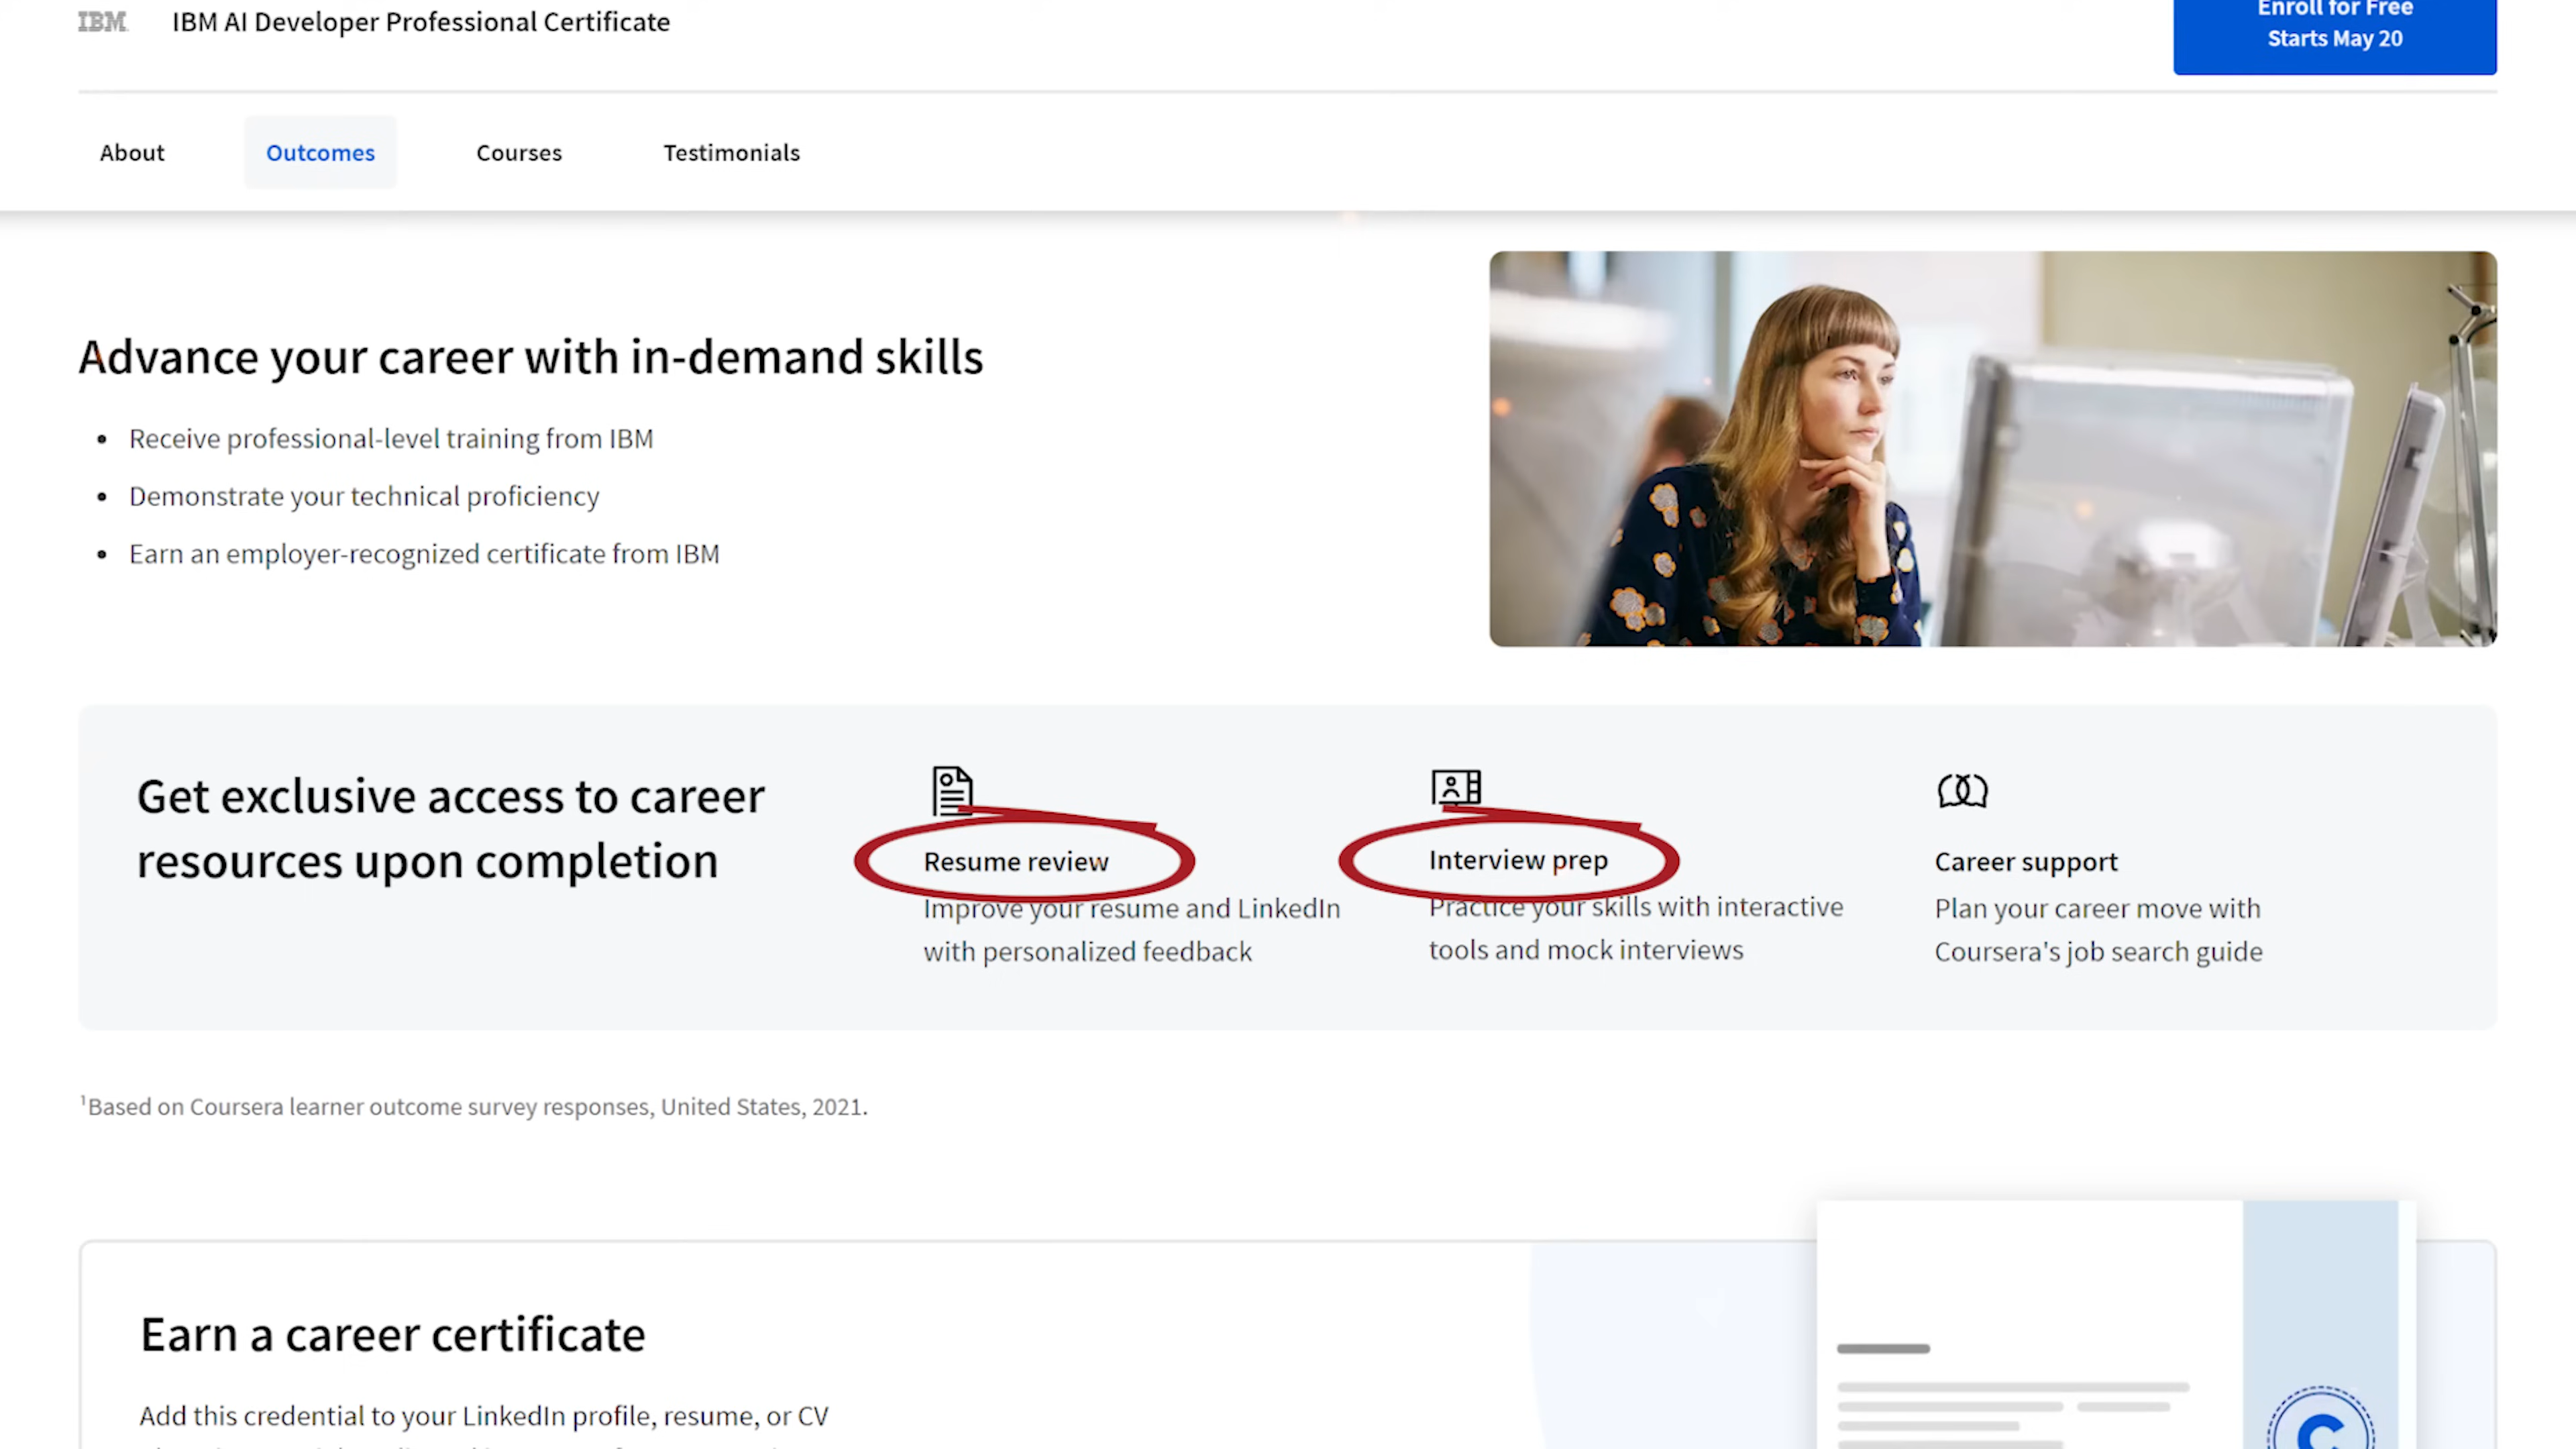 IBM
IBM AI Developer Professional Certificate
Enroll for Free
Starts May 20
About
Outcomes
Courses
Testimonials
Advance your career with in-demand skills
Receive professional-level training from IBM
Demonstrate your technical proficiency
Earn an employer-recognized certificate from IBM
Get exclusive access to career
resources upon completion
Resume review
Improve your resume and LinkedIn
with personalized feedback
Interview prep
Practice your skills with interactive
tools and mock interviews
Career support
Plan your career move with
Coursera's job search guide
¹Based on Coursera learner outcome survey responses, United States, 2021.
Earn a career certificate
Add this credential to your LinkedIn profile, resume, or CV
C